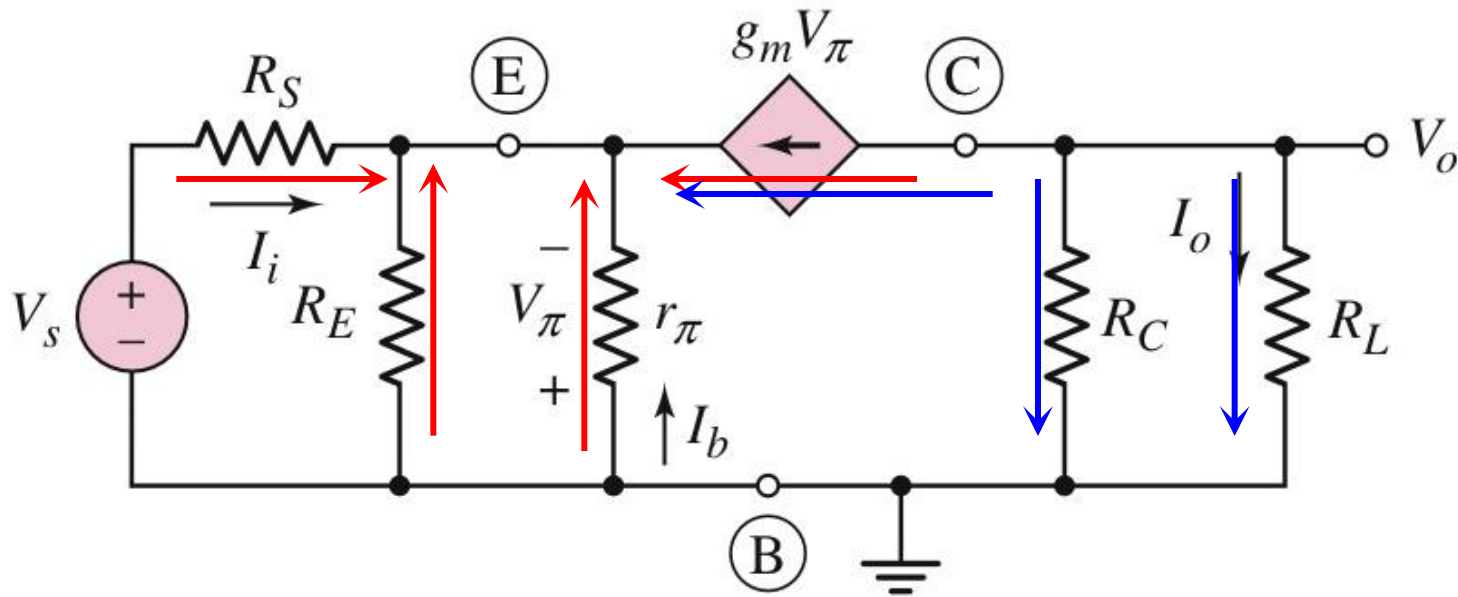 g_m V_π
E
C
R_S
V_o
I_i
I_o
V_s
+
−
R_E
−
V_π
+
r_π
I_b
R_C
R_L
B